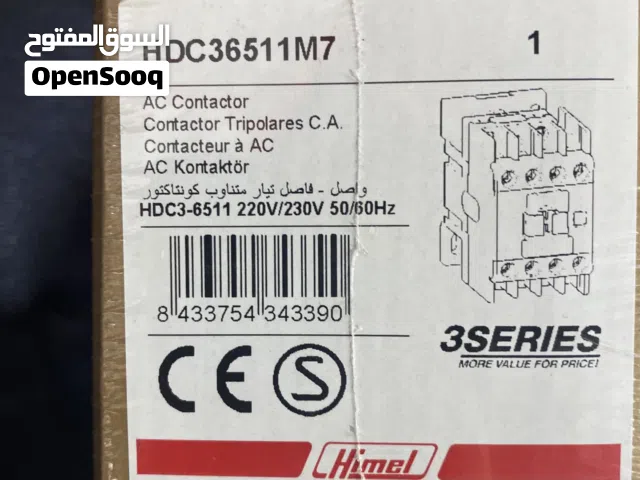 السوق المفتوح
OpenSooq
HDC36511M7
1
AC Contactor
Contactor Tripolares C.A.
Contacteur à AC
AC Kontaktör
واصل - فاصل تيار متناوب كونتاكتور
HDC3-6511 220V/230V 50/60Hz
8 433754 343390
3SERIES
MORE VALUE FOR PRICE!
CE S
Himel